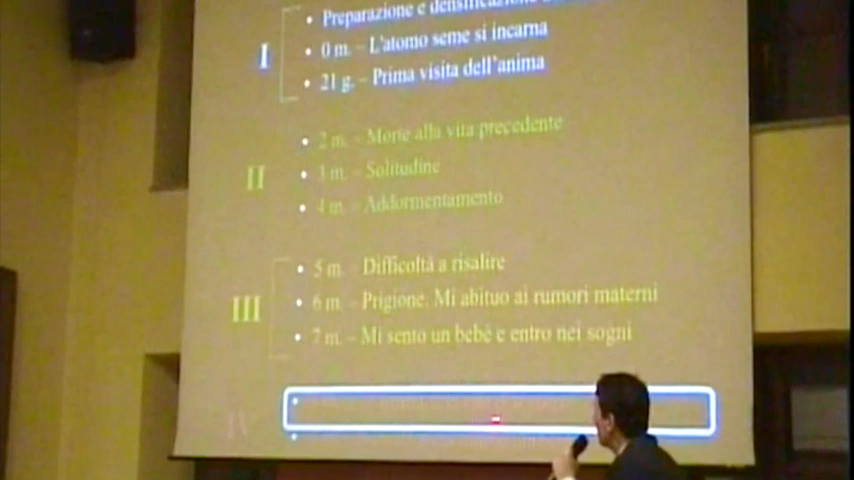 • Preparazione e densificazione
I
• 0 m. – L'atomo seme si incarna
• 21 g. – Prima visita dell'anima
• 2 m. – Morte alla vita precedente
II
• 3 m. – Solitudine
• 4 m. – Addormentamento
• 5 m. – Difficoltà a risalire
III
• 6 m. – Prigione. Mi abituo ai rumori materni
• 7 m. – Mi sento un bebè e entro nei sogni
IV